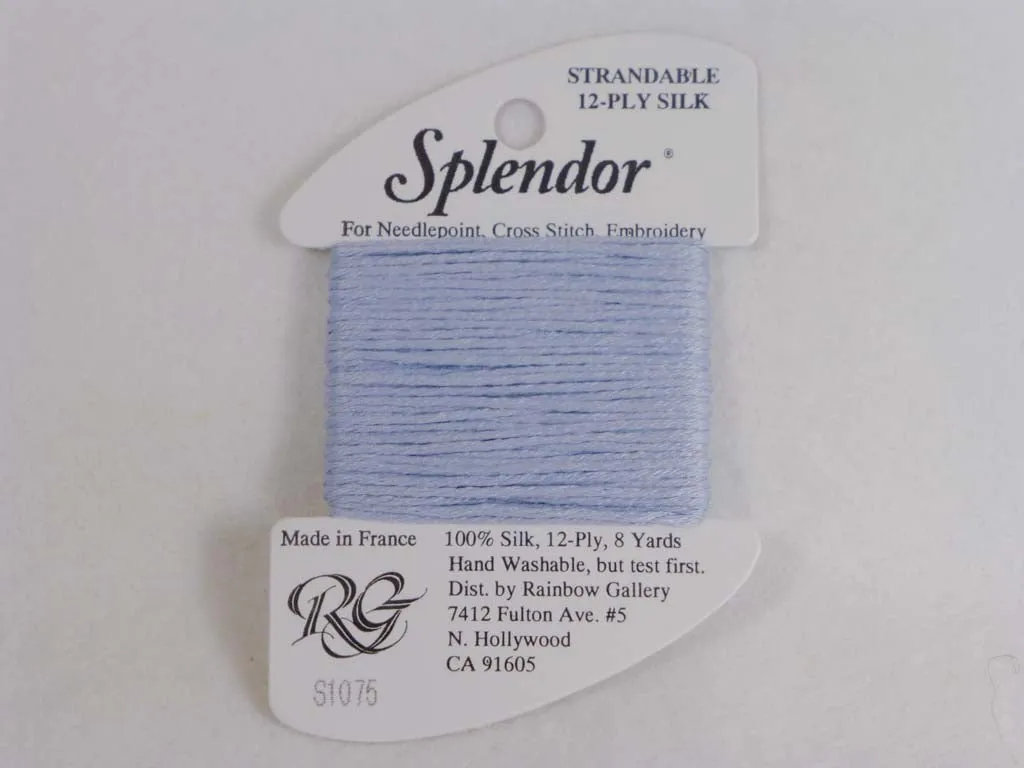 STRANDABLE
12-PLY SILK
Splendor ®
For Needlepoint, Cross Stitch, Embroidery
Made in France
100% Silk, 12-Ply, 8 Yards
Hand Washable, but test first.
Dist. by Rainbow Gallery
7412 Fulton Ave. #5
N. Hollywood
CA 91605
RG
S1075